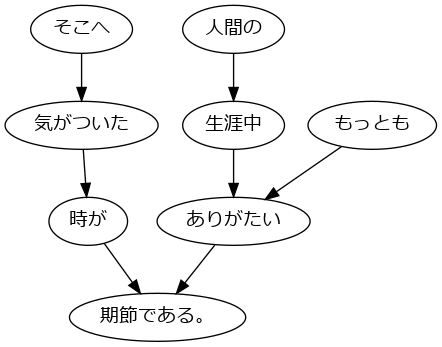 そこへ
人間の
気がついた
生涯中
もっとも
時が
ありがたい
期節である。